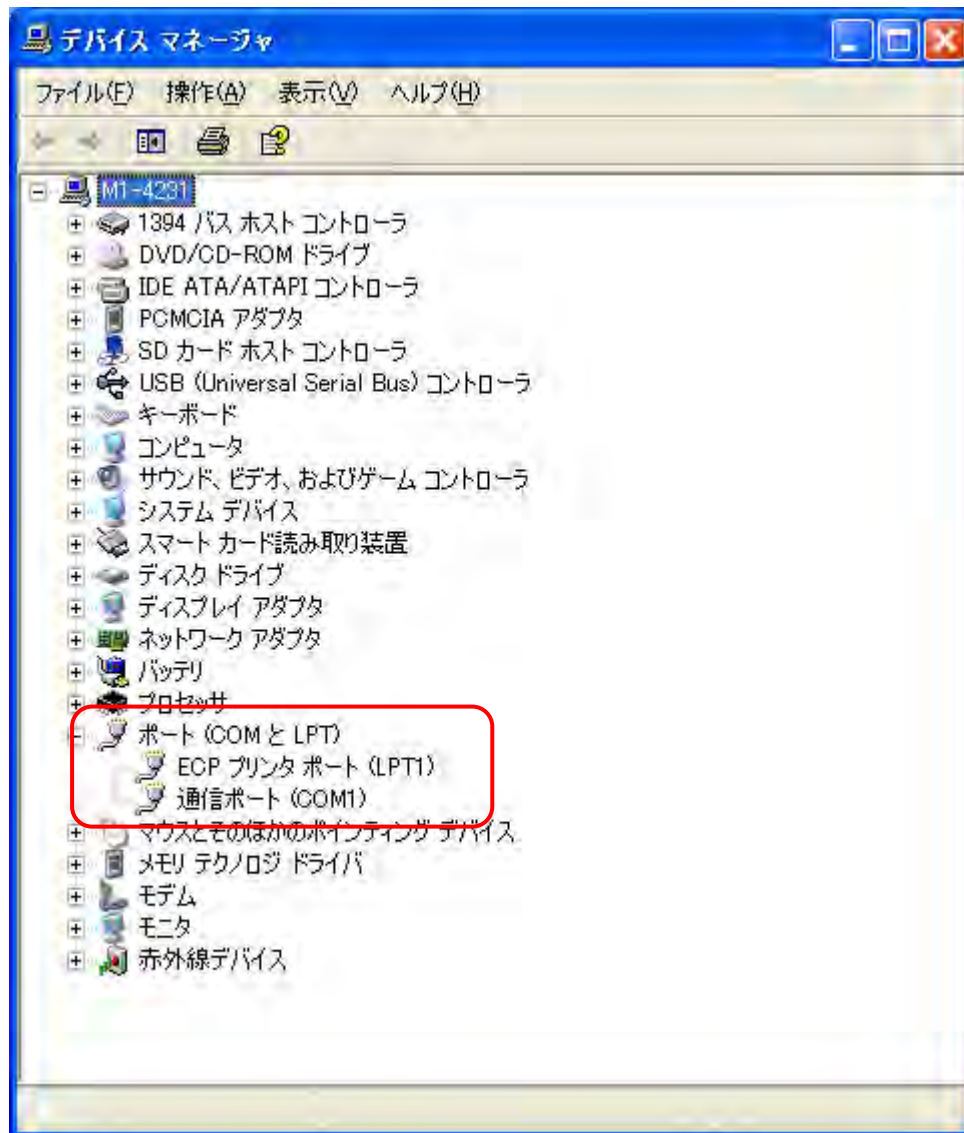 デバイス マネージャ
ファイル(F) 操作(A) 表示(V) ヘルプ(H)
M1-4231
1394 バス ホスト コントローラ
DVD/CD-ROM ドライブ
IDE ATA/ATAPI コントローラ
PCMCIA アダプタ
SD カード ホスト コントローラ
USB (Universal Serial Bus) コントローラ
キーボード
コンピュータ
サウンド、ビデオ、およびゲーム コントローラ
システム デバイス
スマート カード読み取り装置
ディスク ドライブ
ディスプレイ アダプタ
ネットワーク アダプタ
バッテリ
プロセッサ
ポート (COM と LPT)
ECP プリンタ ポート (LPT1)
通信ポート (COM1)
マウスとそのほかのポインティング デバイス
メモリ テクノロジ ドライバ
モデム
モニタ
赤外線デバイス